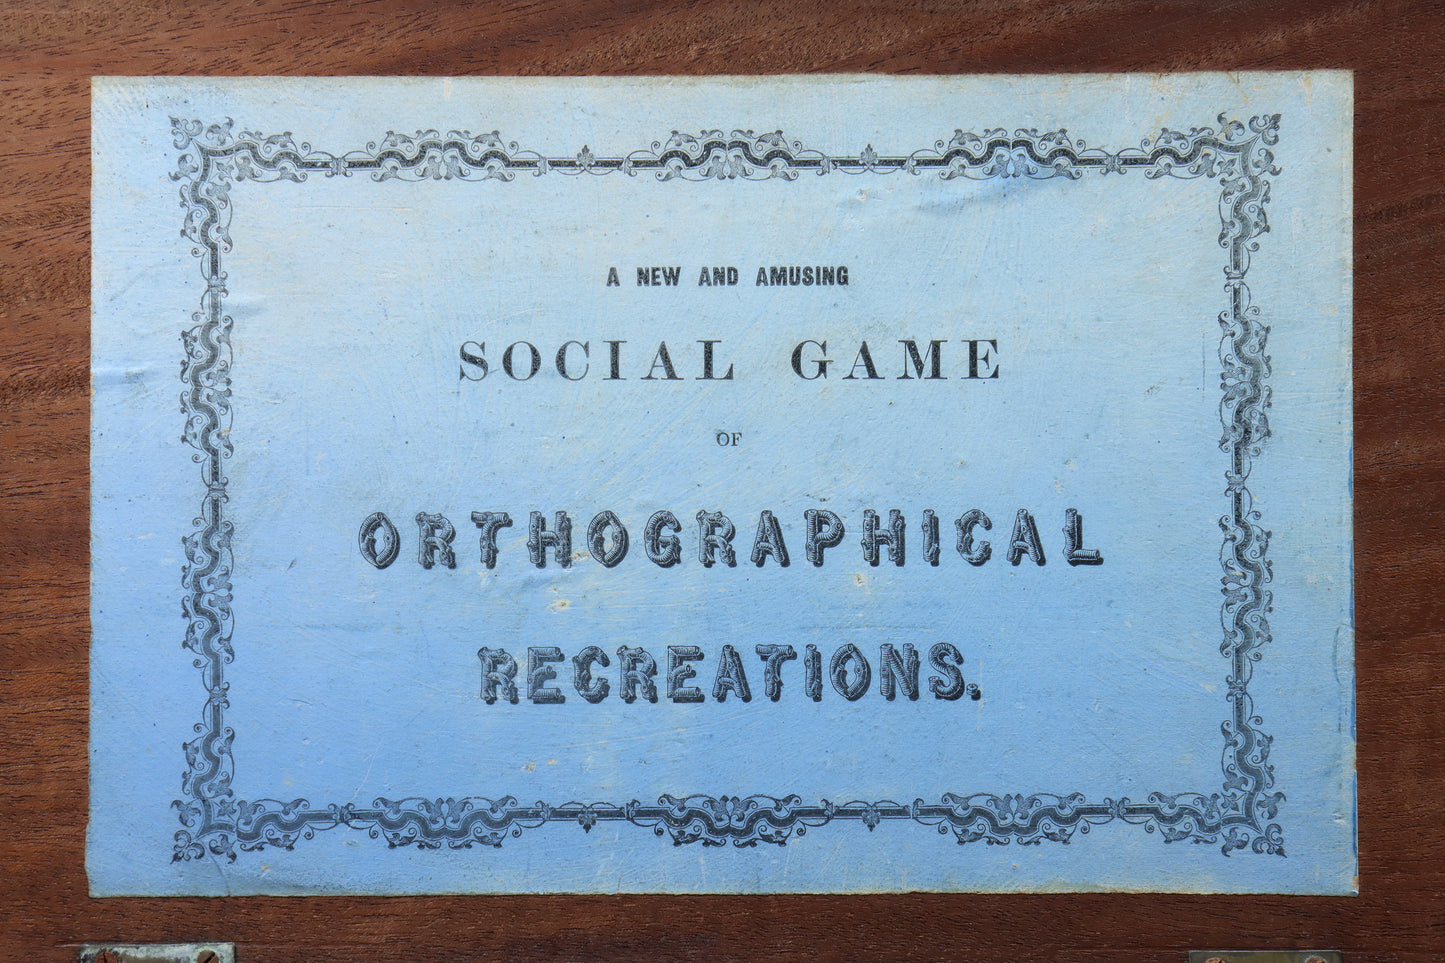 A NEW AND AMUSING
SOCIAL GAME
OF
ORTHOGRAPHICAL
RECREATIONS.